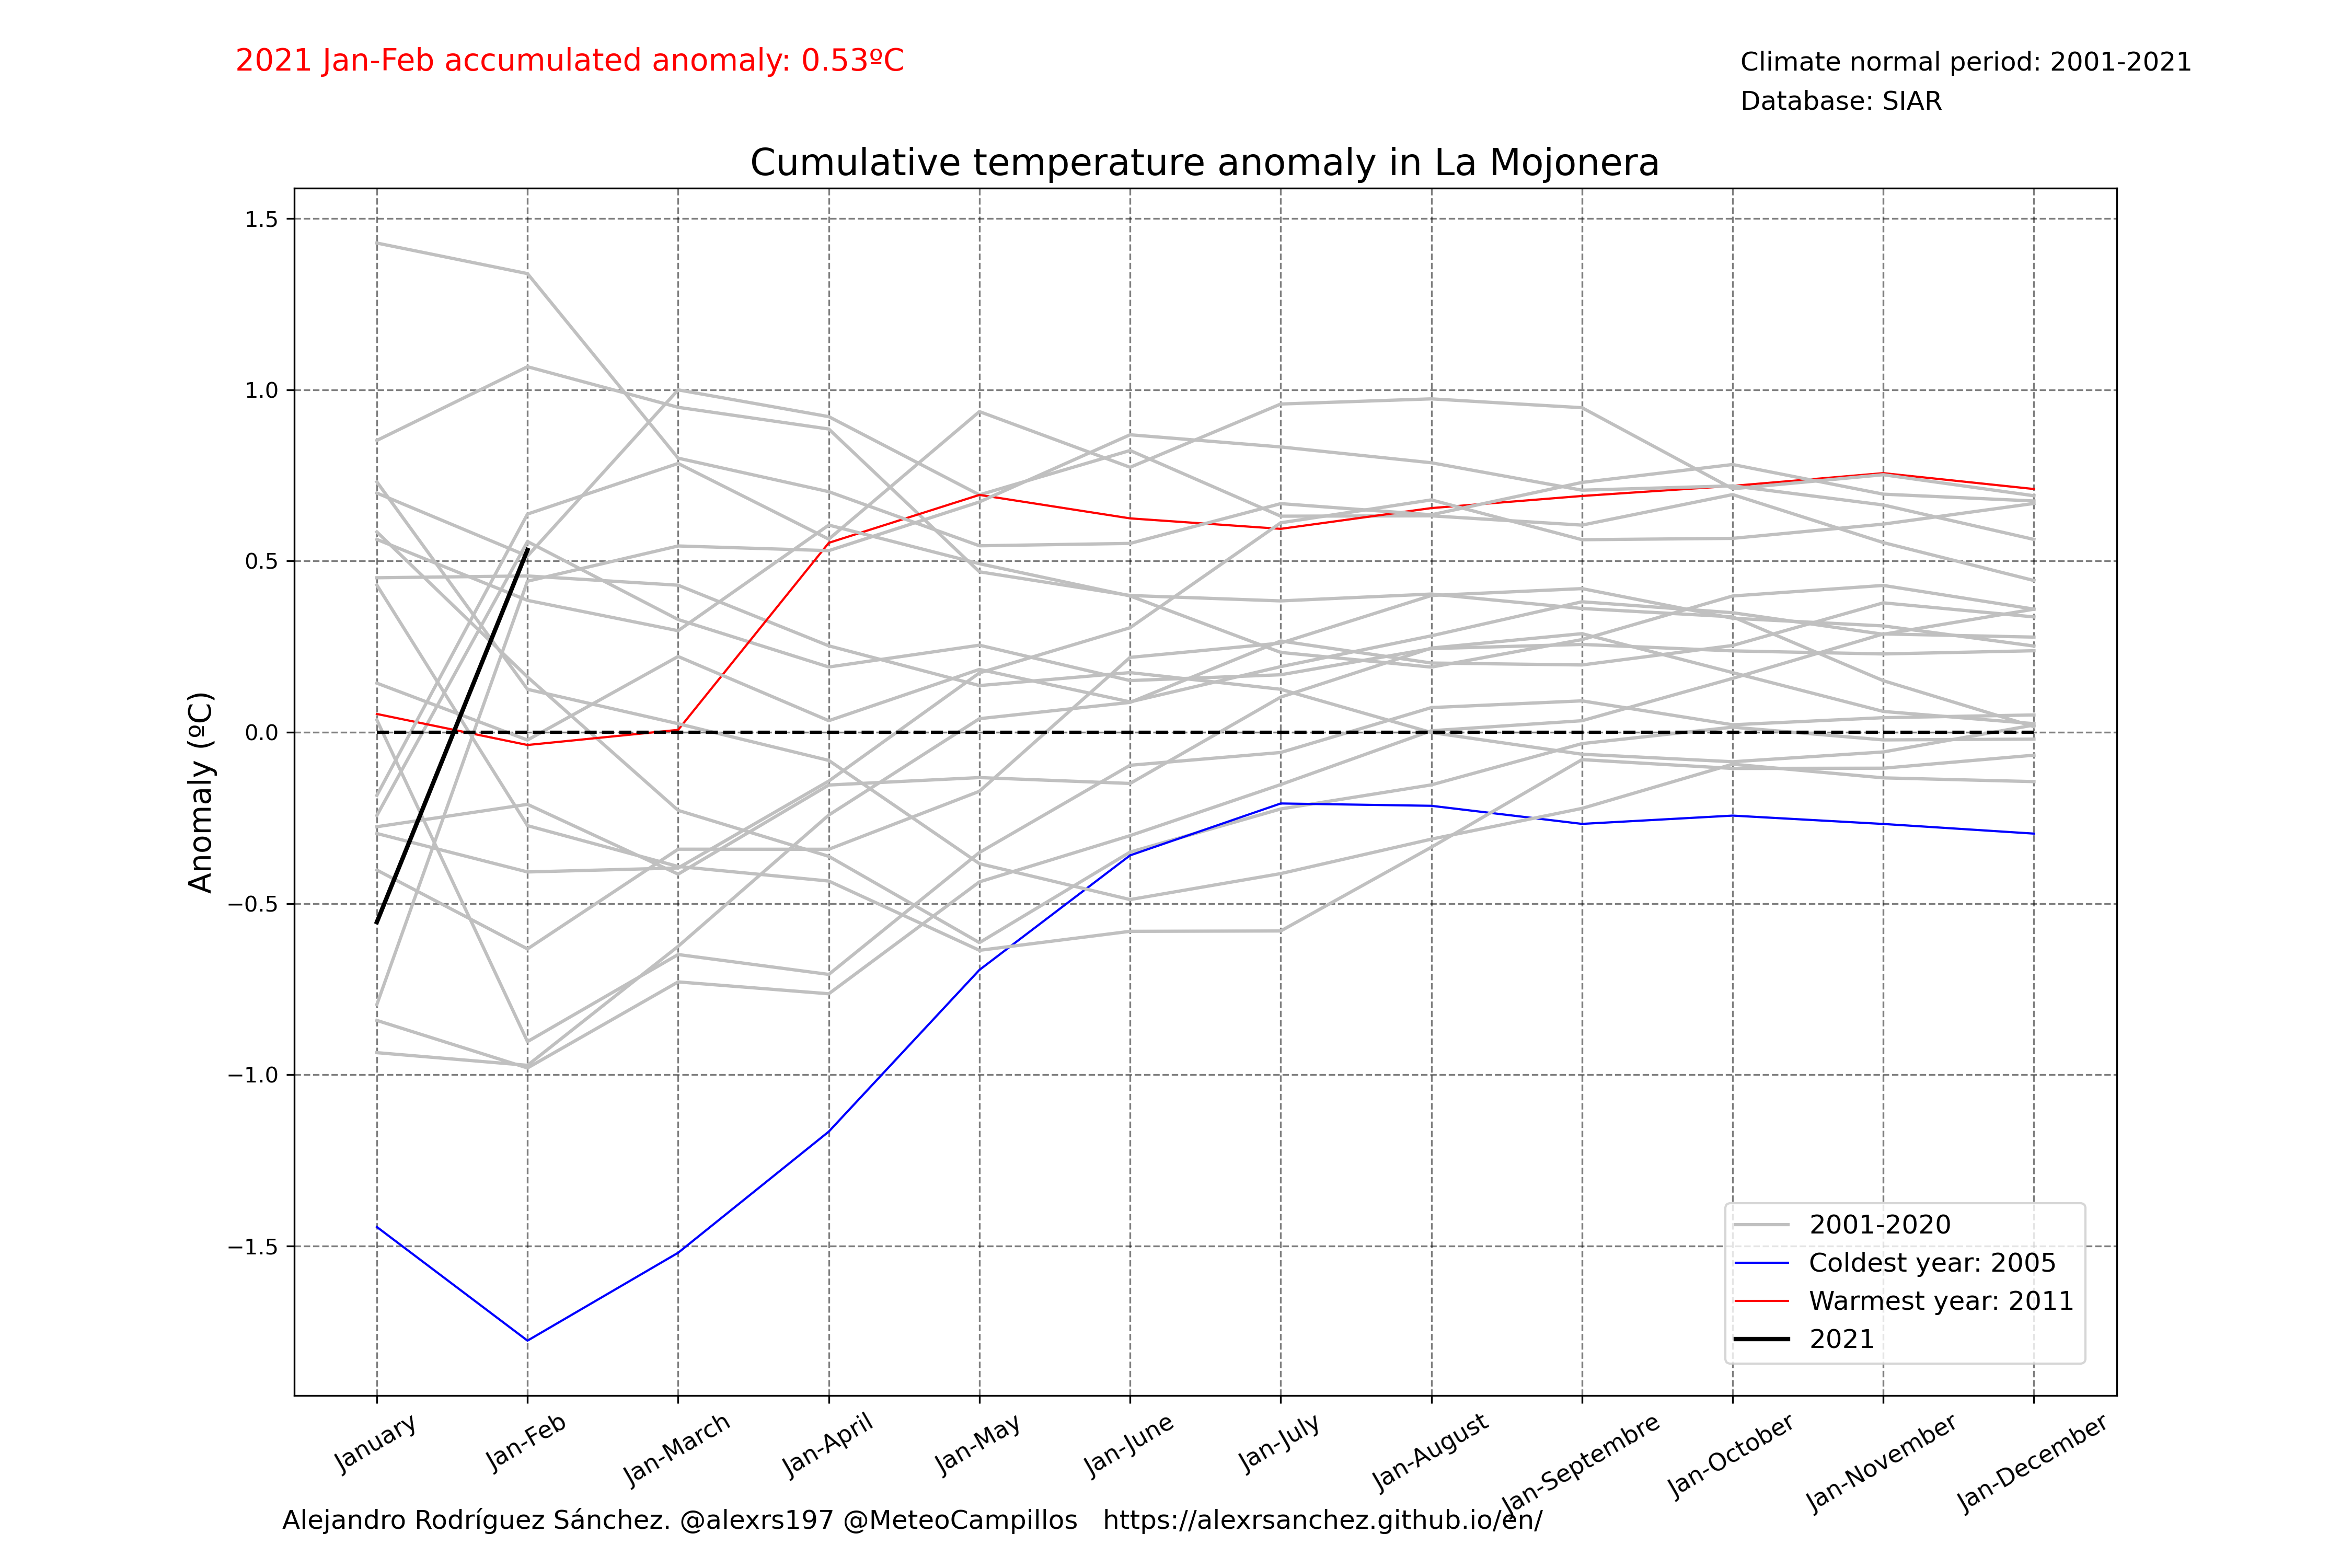 2021 Jan-Feb accumulated anomaly: 0.53ºC
Climate normal period: 2001-2021
Database: SIAR
Cumulative temperature anomaly in La Mojonera
Anomaly (ºC)
1.5
1.0
0.5
0.0
−0.5
−1.0
−1.5
2001-2020
Coldest year: 2005
Warmest year: 2011
2021
January
Jan-Feb
Jan-March
Jan-April
Jan-May
Jan-June
Jan-July
Jan-August
Jan-Septembre
Jan-October
Jan-November
Jan-December
Alejandro Rodríguez Sánchez. @alexrs197 @MeteoCampillos   https://alexrsanchez.github.io/en/